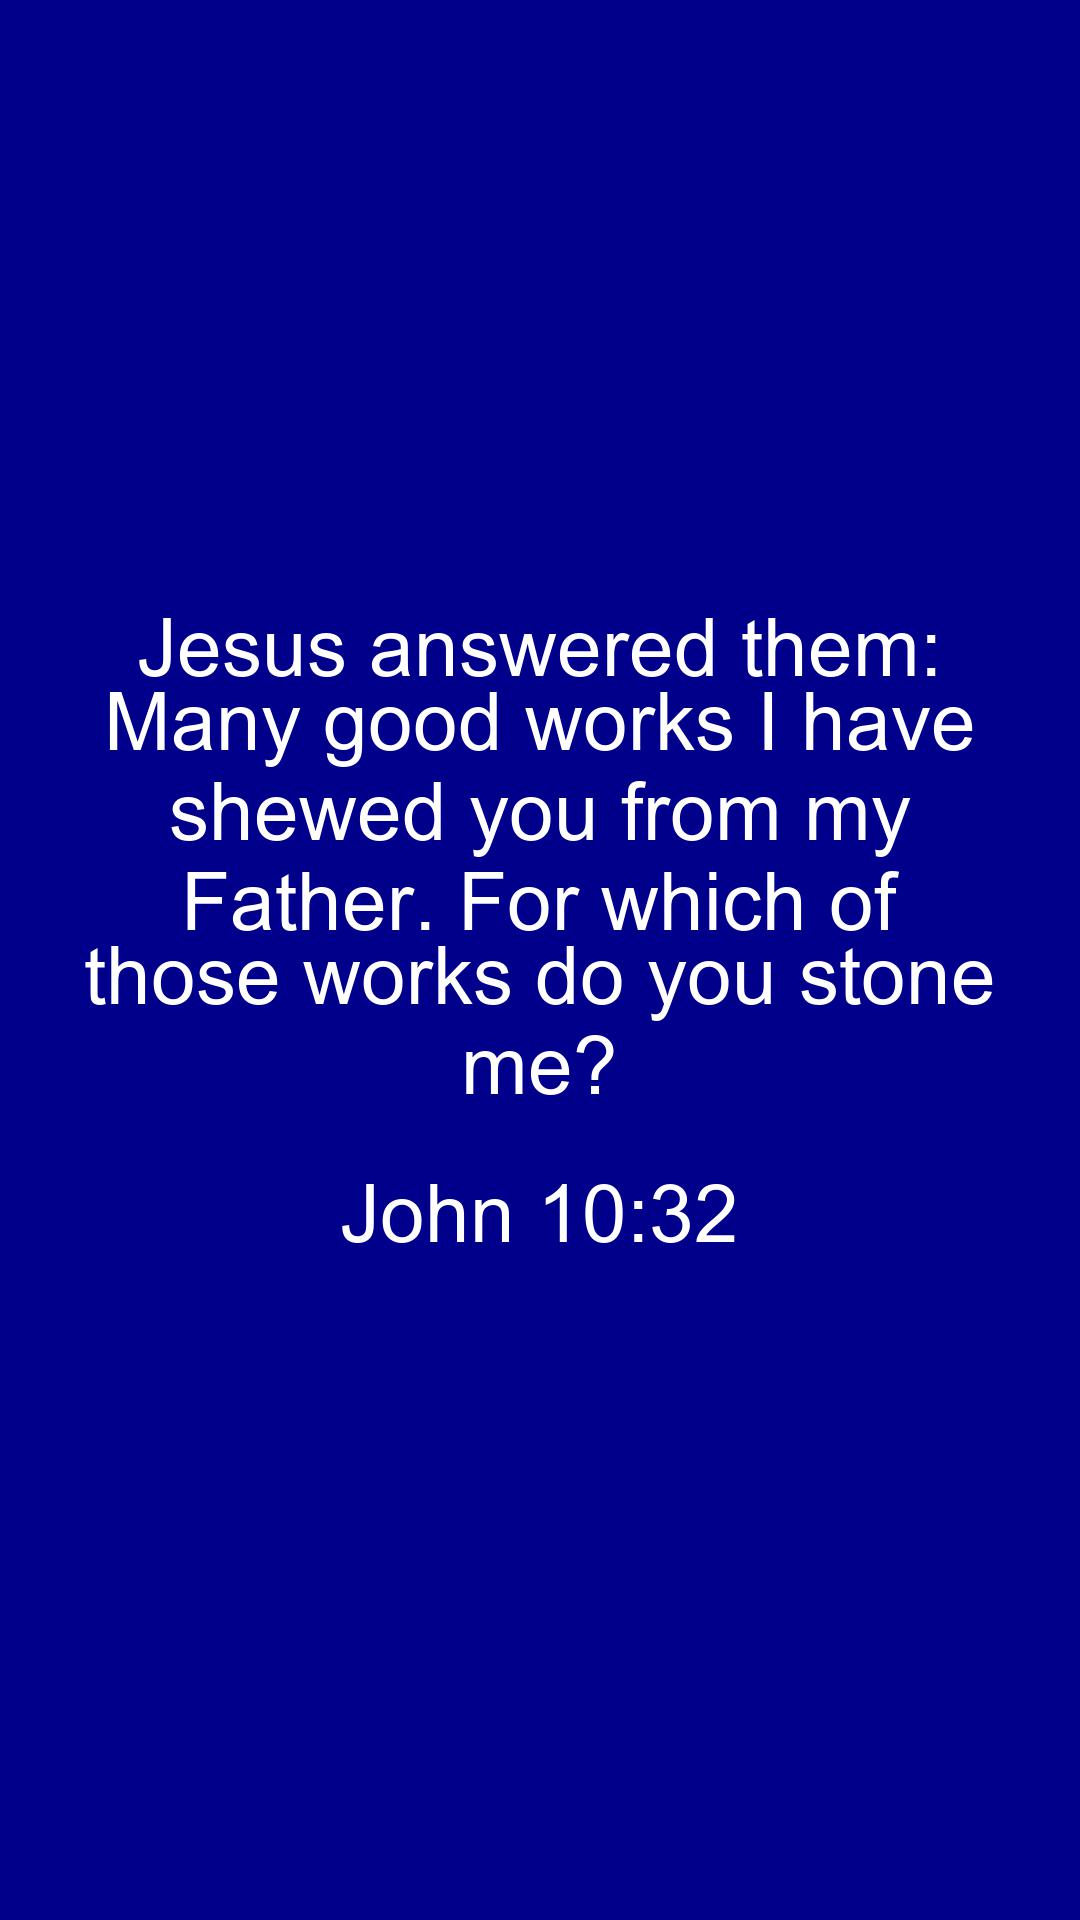 Jesus answered them:
Many good works I have
shewed you from my
Father. For which of
those works do you stone
me?
John 10:32